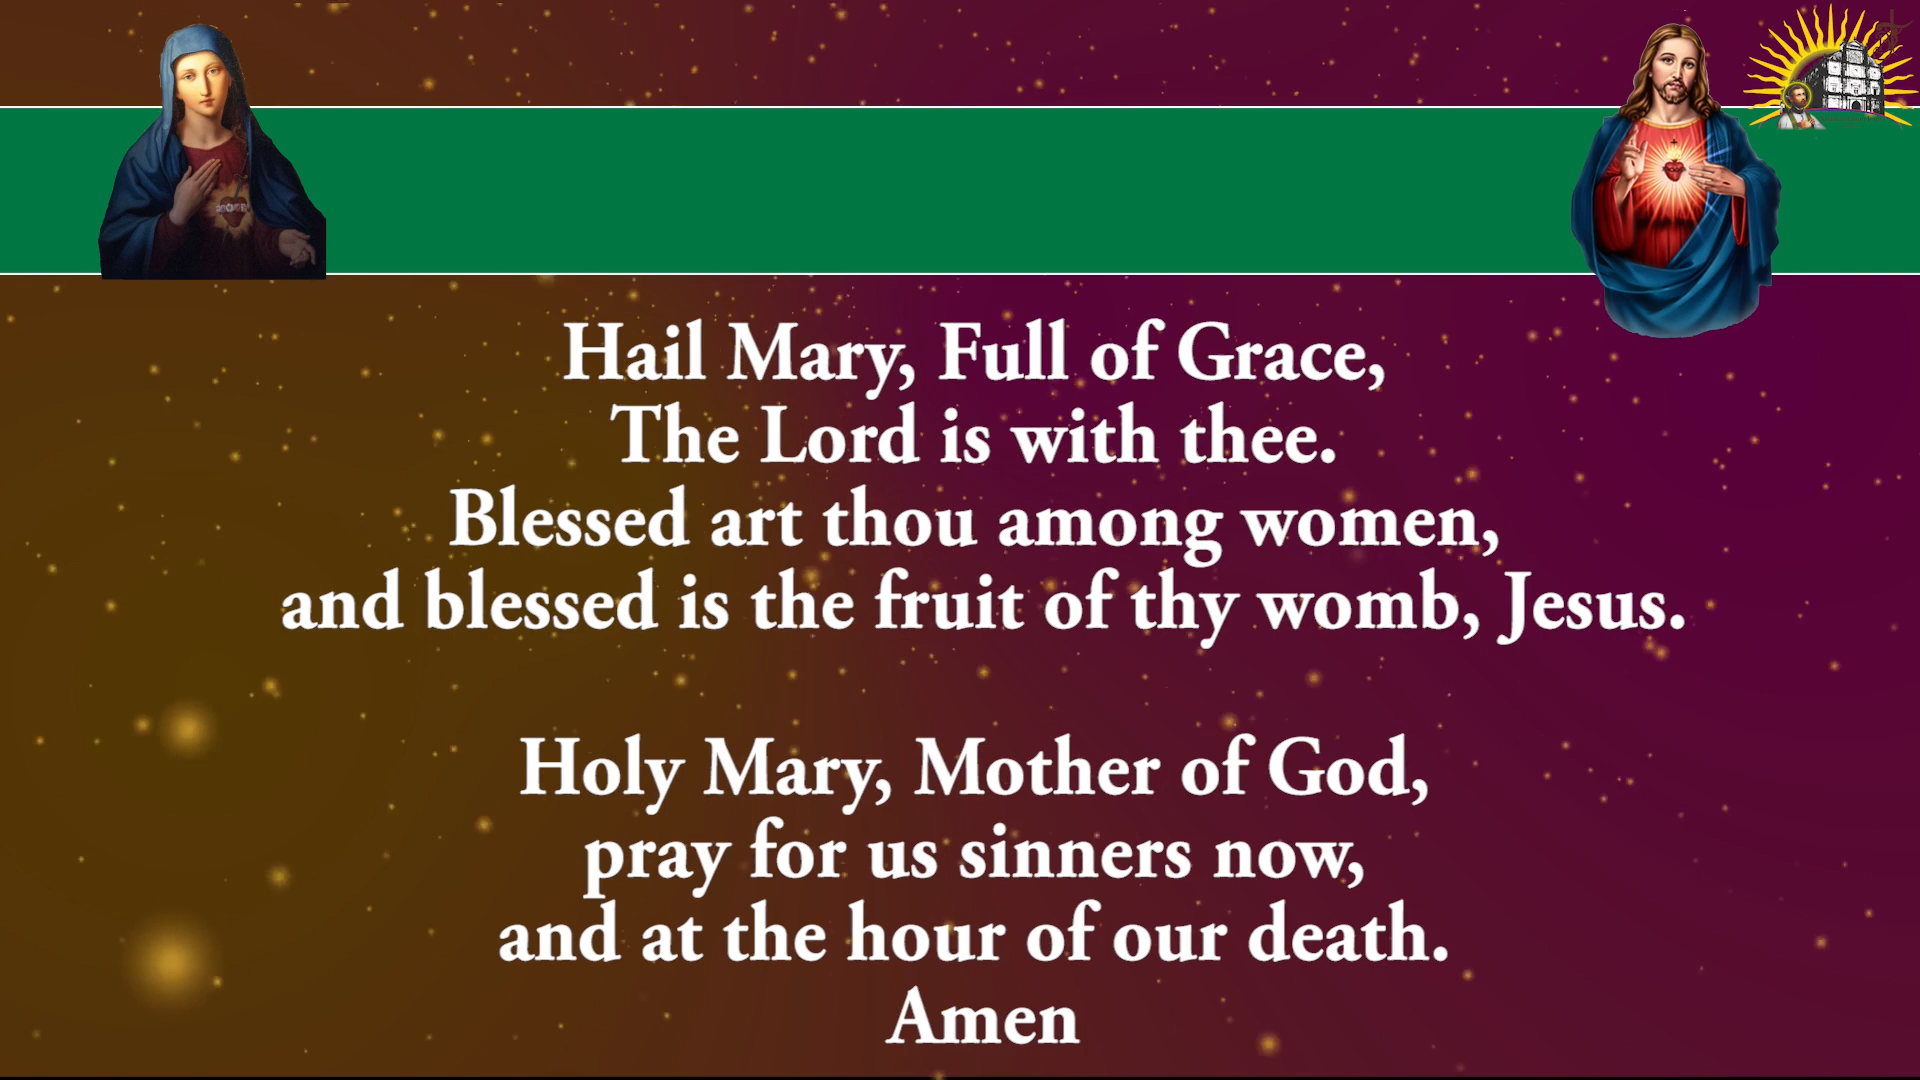 Hail Mary, Full of Grace,
The Lord is with thee.
Blessed art thou among women,
and blessed is the fruit of thy womb, Jesus.
Holy Mary, Mother of God,
pray for us sinners now,
and at the hour of our death.
Amen